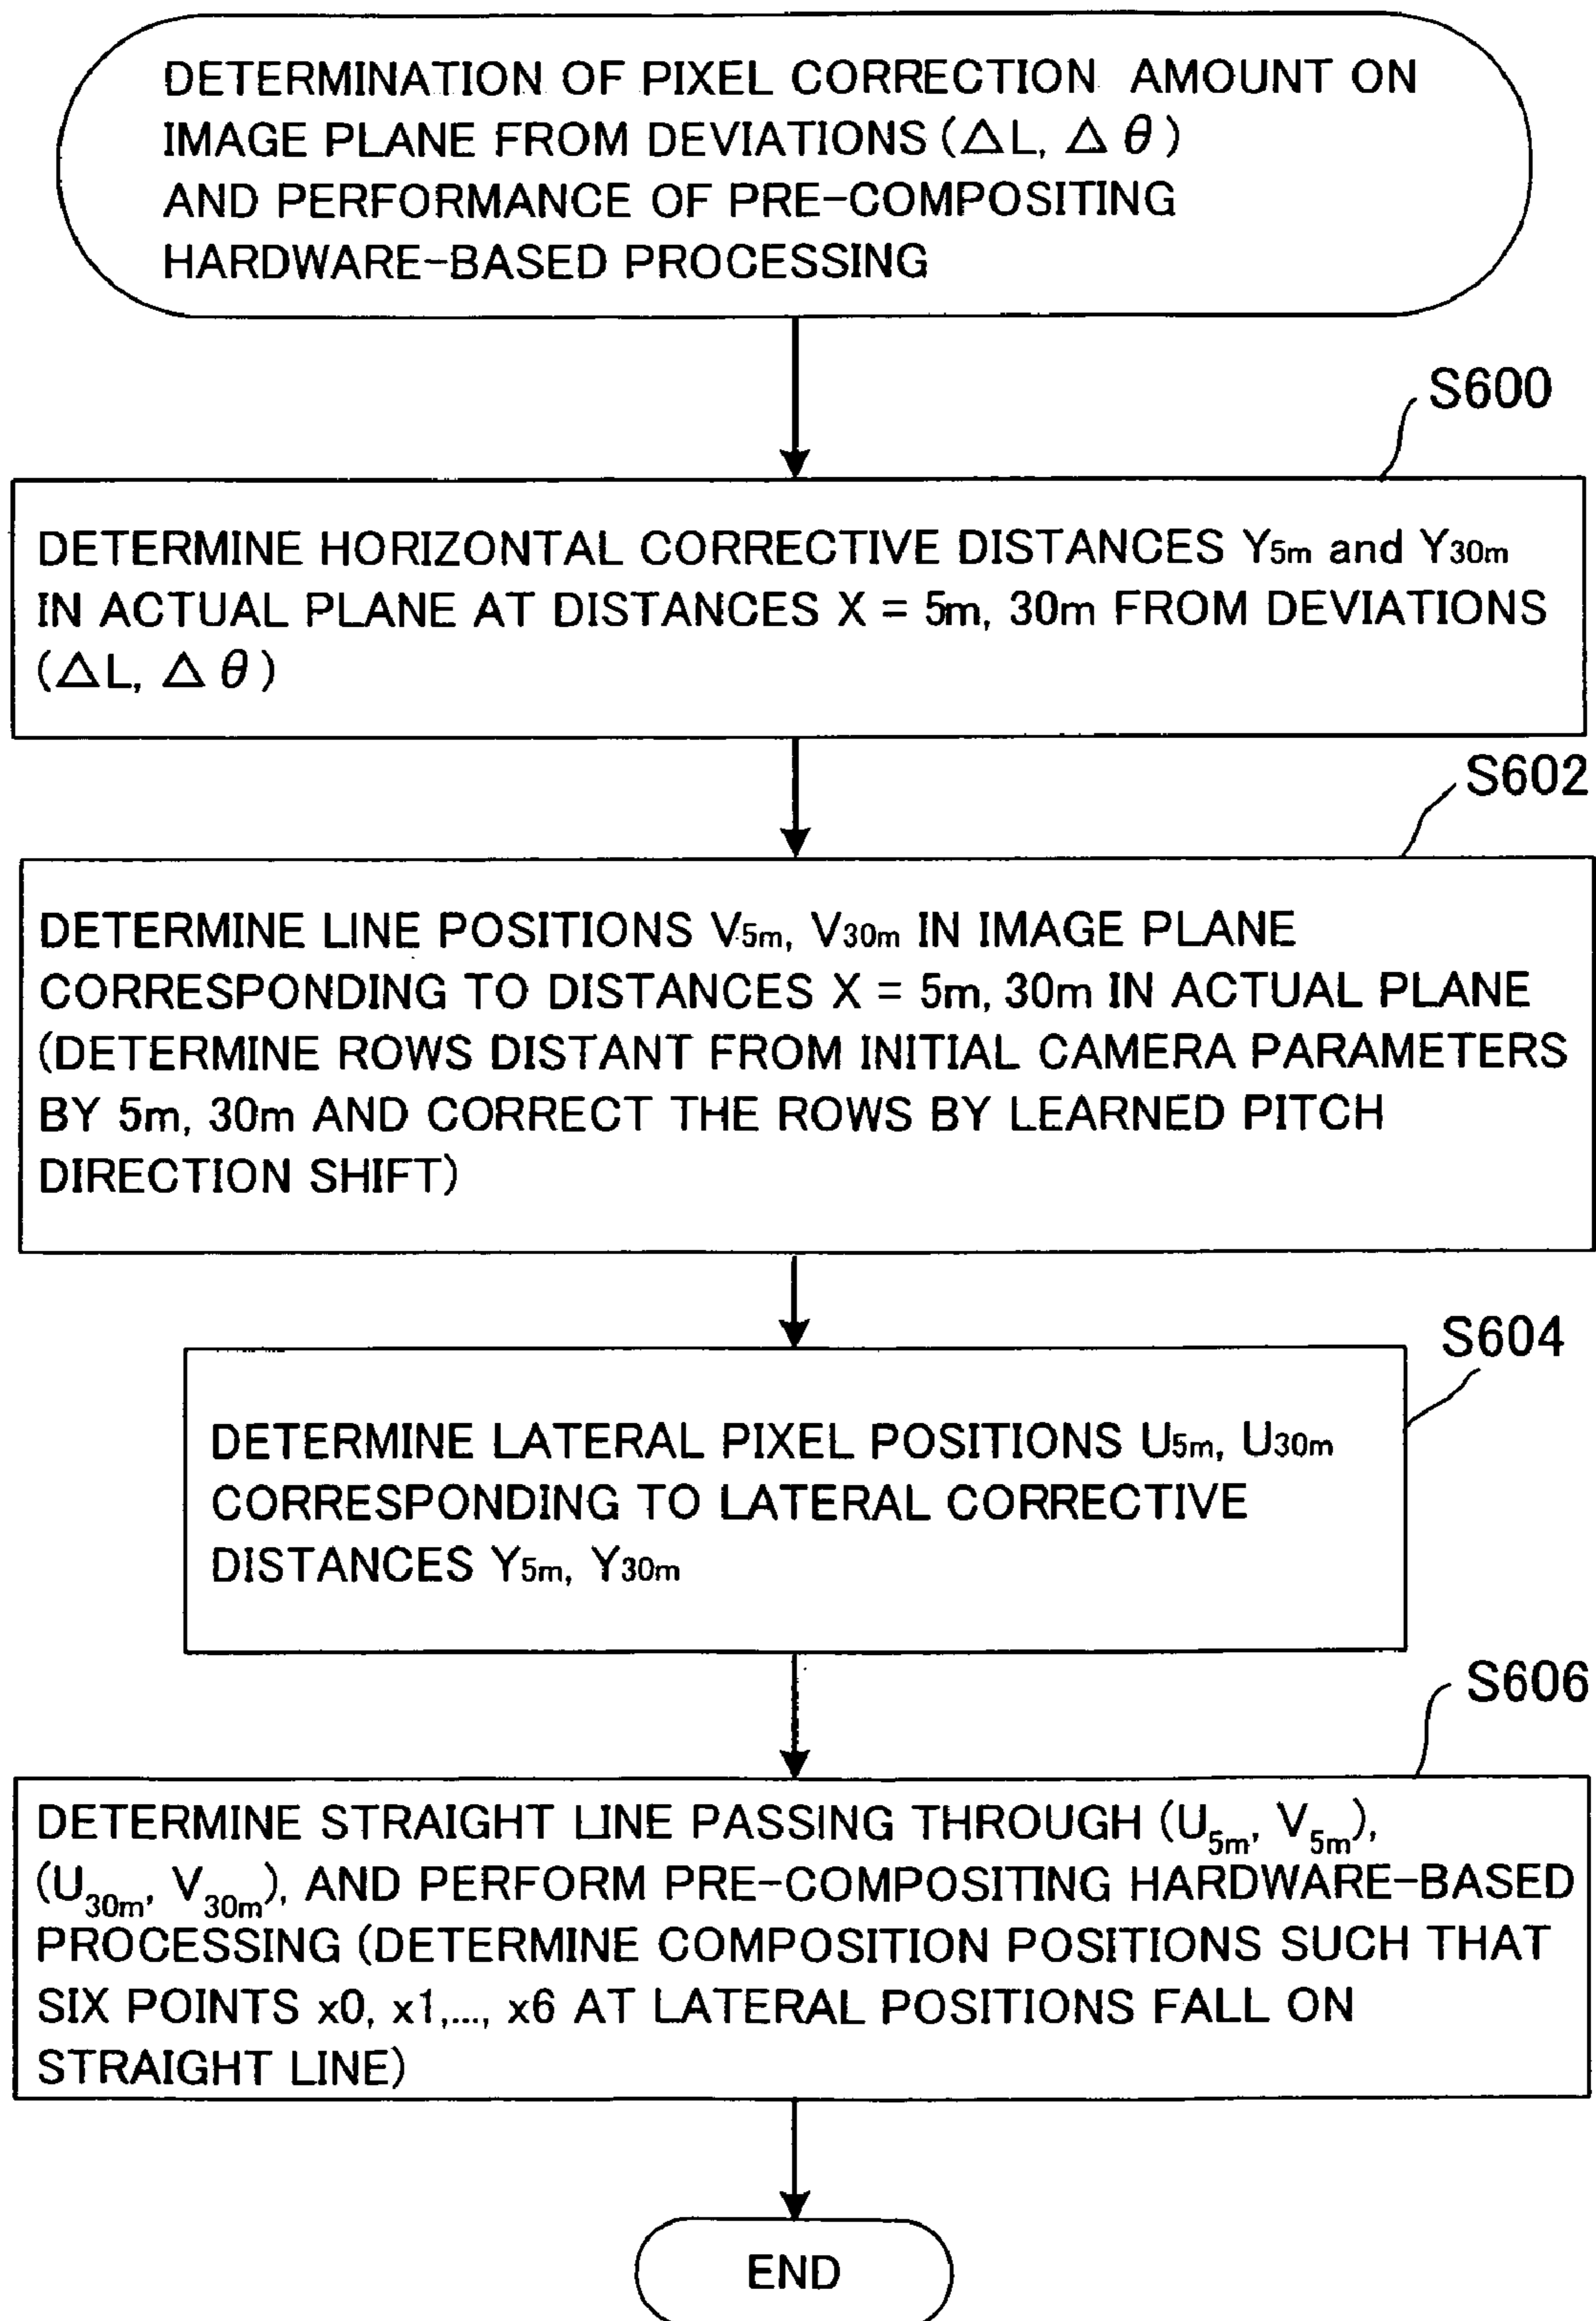 DETERMINATION OF PIXEL CORRECTION AMOUNT ON
IMAGE PLANE FROM DEVIATIONS (△L, △θ)
AND PERFORMANCE OF PRE-COMPOSITING
HARDWARE-BASED PROCESSING
S600
DETERMINE HORIZONTAL CORRECTIVE DISTANCES Y5m and Y30m
IN ACTUAL PLANE AT DISTANCES X = 5m, 30m FROM DEVIATIONS
(△L, △θ)
S602
DETERMINE LINE POSITIONS V5m, V30m IN IMAGE PLANE
CORRESPONDING TO DISTANCES X = 5m, 30m IN ACTUAL PLANE
(DETERMINE ROWS DISTANT FROM INITIAL CAMERA PARAMETERS
BY 5m, 30m AND CORRECT THE ROWS BY LEARNED PITCH
DIRECTION SHIFT)
S604
DETERMINE LATERAL PIXEL POSITIONS U5m, U30m
CORRESPONDING TO LATERAL CORRECTIVE
DISTANCES Y5m, Y30m
S606
DETERMINE STRAIGHT LINE PASSING THROUGH (U5m, V5m),
(U30m, V30m), AND PERFORM PRE-COMPOSITING HARDWARE-BASED
PROCESSING (DETERMINE COMPOSITION POSITIONS SUCH THAT
SIX POINTS x0, x1,..., x6 AT LATERAL POSITIONS FALL ON
STRAIGHT LINE)
END